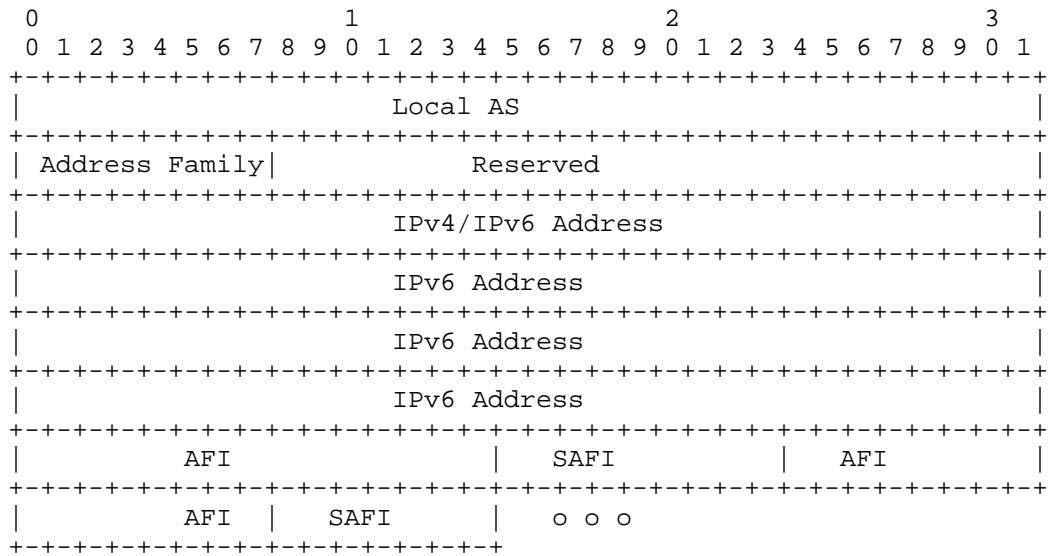 0                   1                   2                   3
 0 1 2 3 4 5 6 7 8 9 0 1 2 3 4 5 6 7 8 9 0 1 2 3 4 5 6 7 8 9 0 1
+-+-+-+-+-+-+-+-+-+-+-+-+-+-+-+-+-+-+-+-+-+-+-+-+-+-+-+-+-+-+-+-+
|                       Local AS                                |
+-+-+-+-+-+-+-+-+-+-+-+-+-+-+-+-+-+-+-+-+-+-+-+-+-+-+-+-+-+-+-+-+
| Address Family|            Reserved                           |
+-+-+-+-+-+-+-+-+-+-+-+-+-+-+-+-+-+-+-+-+-+-+-+-+-+-+-+-+-+-+-+-+
|                       IPv4/IPv6 Address                       |
+-+-+-+-+-+-+-+-+-+-+-+-+-+-+-+-+-+-+-+-+-+-+-+-+-+-+-+-+-+-+-+-+
|                       IPv6 Address                            |
+-+-+-+-+-+-+-+-+-+-+-+-+-+-+-+-+-+-+-+-+-+-+-+-+-+-+-+-+-+-+-+-+
|                       IPv6 Address                            |
+-+-+-+-+-+-+-+-+-+-+-+-+-+-+-+-+-+-+-+-+-+-+-+-+-+-+-+-+-+-+-+-+
|                       IPv6 Address                            |
+-+-+-+-+-+-+-+-+-+-+-+-+-+-+-+-+-+-+-+-+-+-+-+-+-+-+-+-+-+-+-+-+
|          AFI                |   SAFI          |   AFI         |
+-+-+-+-+-+-+-+-+-+-+-+-+-+-+-+-+-+-+-+-+-+-+-+-+-+-+-+-+-+-+-+-+
|          AFI  |   SAFI      |   o o o
+-+-+-+-+-+-+-+-+-+-+-+-+-+-+-+